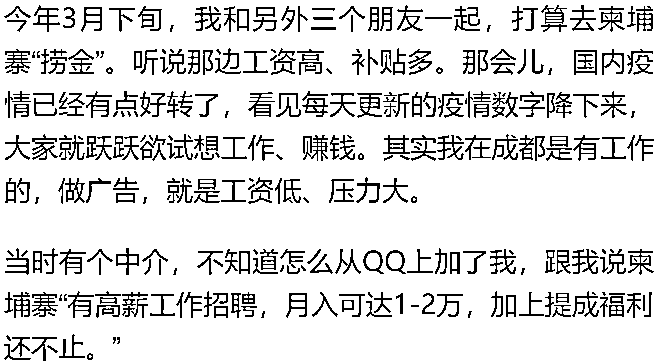 今年3月下旬，我和另外三个朋友一起，打算去柬埔
寨“捞金”。听说那边工资高、补贴多。那会儿，国内疫
情已经有点好转了，看见每天更新的疫情数字降下来，
大家就跃跃欲试想工作、赚钱。其实我在成都是有工作
的，做广告，就是工资低、压力大。
当时有个中介，不知道怎么从QQ上加了我，跟我说柬
埔寨“有高薪工作招聘，月入可达1-2万，加上提成福利
还不止。”